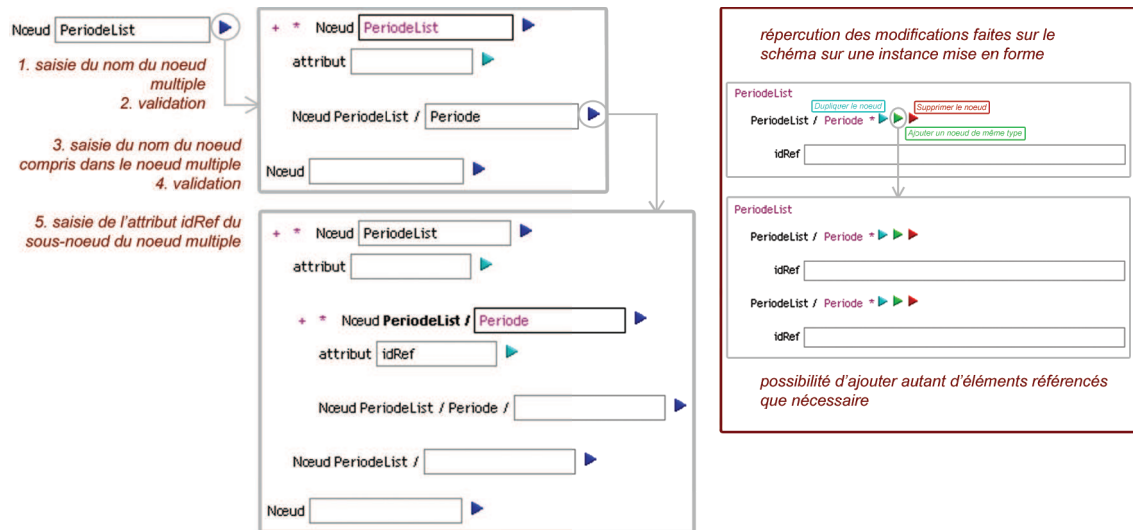 Nœud PeriodeList
1. saisie du nom du noeud
multiple
2. validation
3. saisie du nom du noeud
compris dans le noeud multiple
4. validation
5. saisie de l'attribut idRef du
sous-noeud du noeud multiple
+ * Nœud PeriodeList
attribut
Nœud PeriodeList / Periode
Nœud
+ * Nœud PeriodeList
attribut
+ * Nœud PeriodeList / Periode
attribut idRef
Nœud PeriodeList / Periode /
Nœud PeriodeList /
Nœud
répercution des modifications faites sur le
schéma sur une instance mise en forme
PeriodeList
Dupliquer le noeud Supprimer le noeud
PeriodeList / Periode *
Ajouter un noeud de même type
idRef
PeriodeList
PeriodeList / Periode *
idRef
PeriodeList / Periode *
idRef
possibilité d'ajouter autant d'éléments référencés
que nécessaire